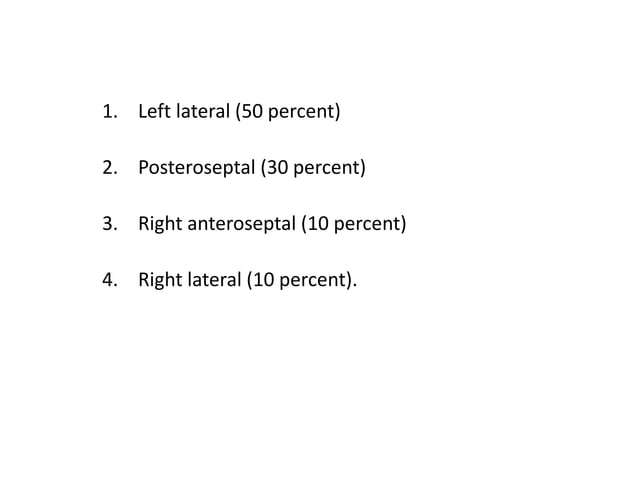 1. Left lateral (50 percent)
2. Posteroseptal (30 percent)
3. Right anteroseptal (10 percent)
4. Right lateral (10 percent).